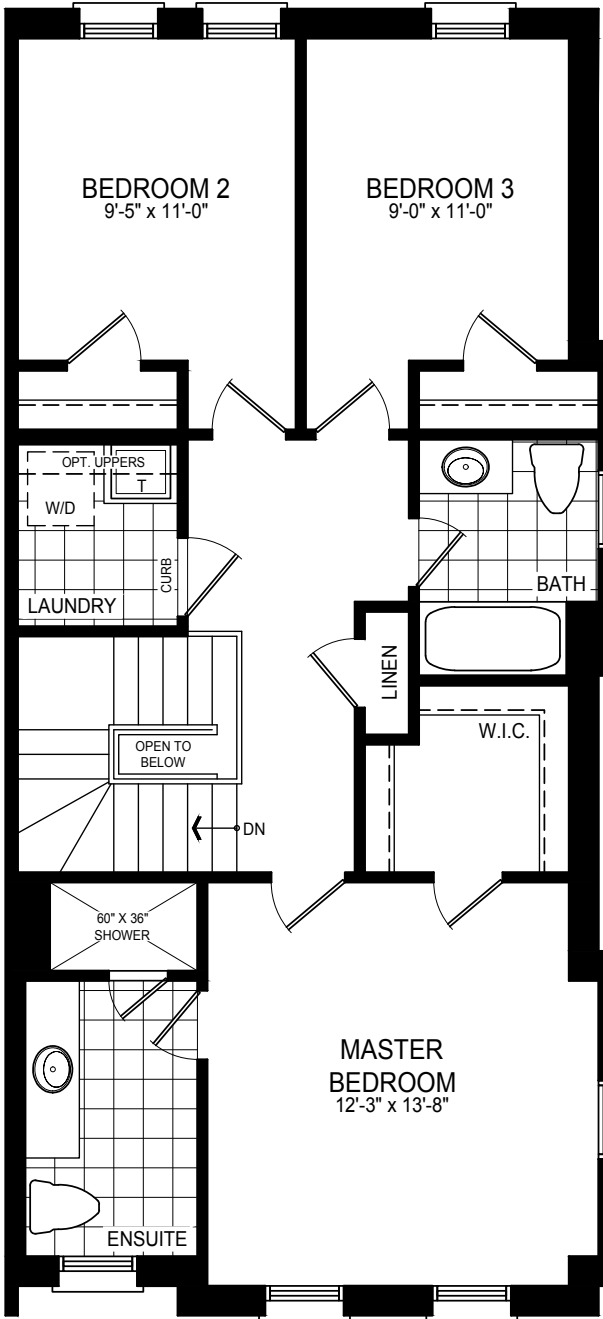 BEDROOM 2
9'-5" x 11'-0"
BEDROOM 3
9'-0" x 11'-0"
OPT. UPPERS
T
W/D
CURB
LAUNDRY
BATH
LINEN
W.I.C.
OPEN TO
BELOW
DN
60" X 36"
SHOWER
MASTER
BEDROOM
12'-3" x 13'-8"
ENSUITE